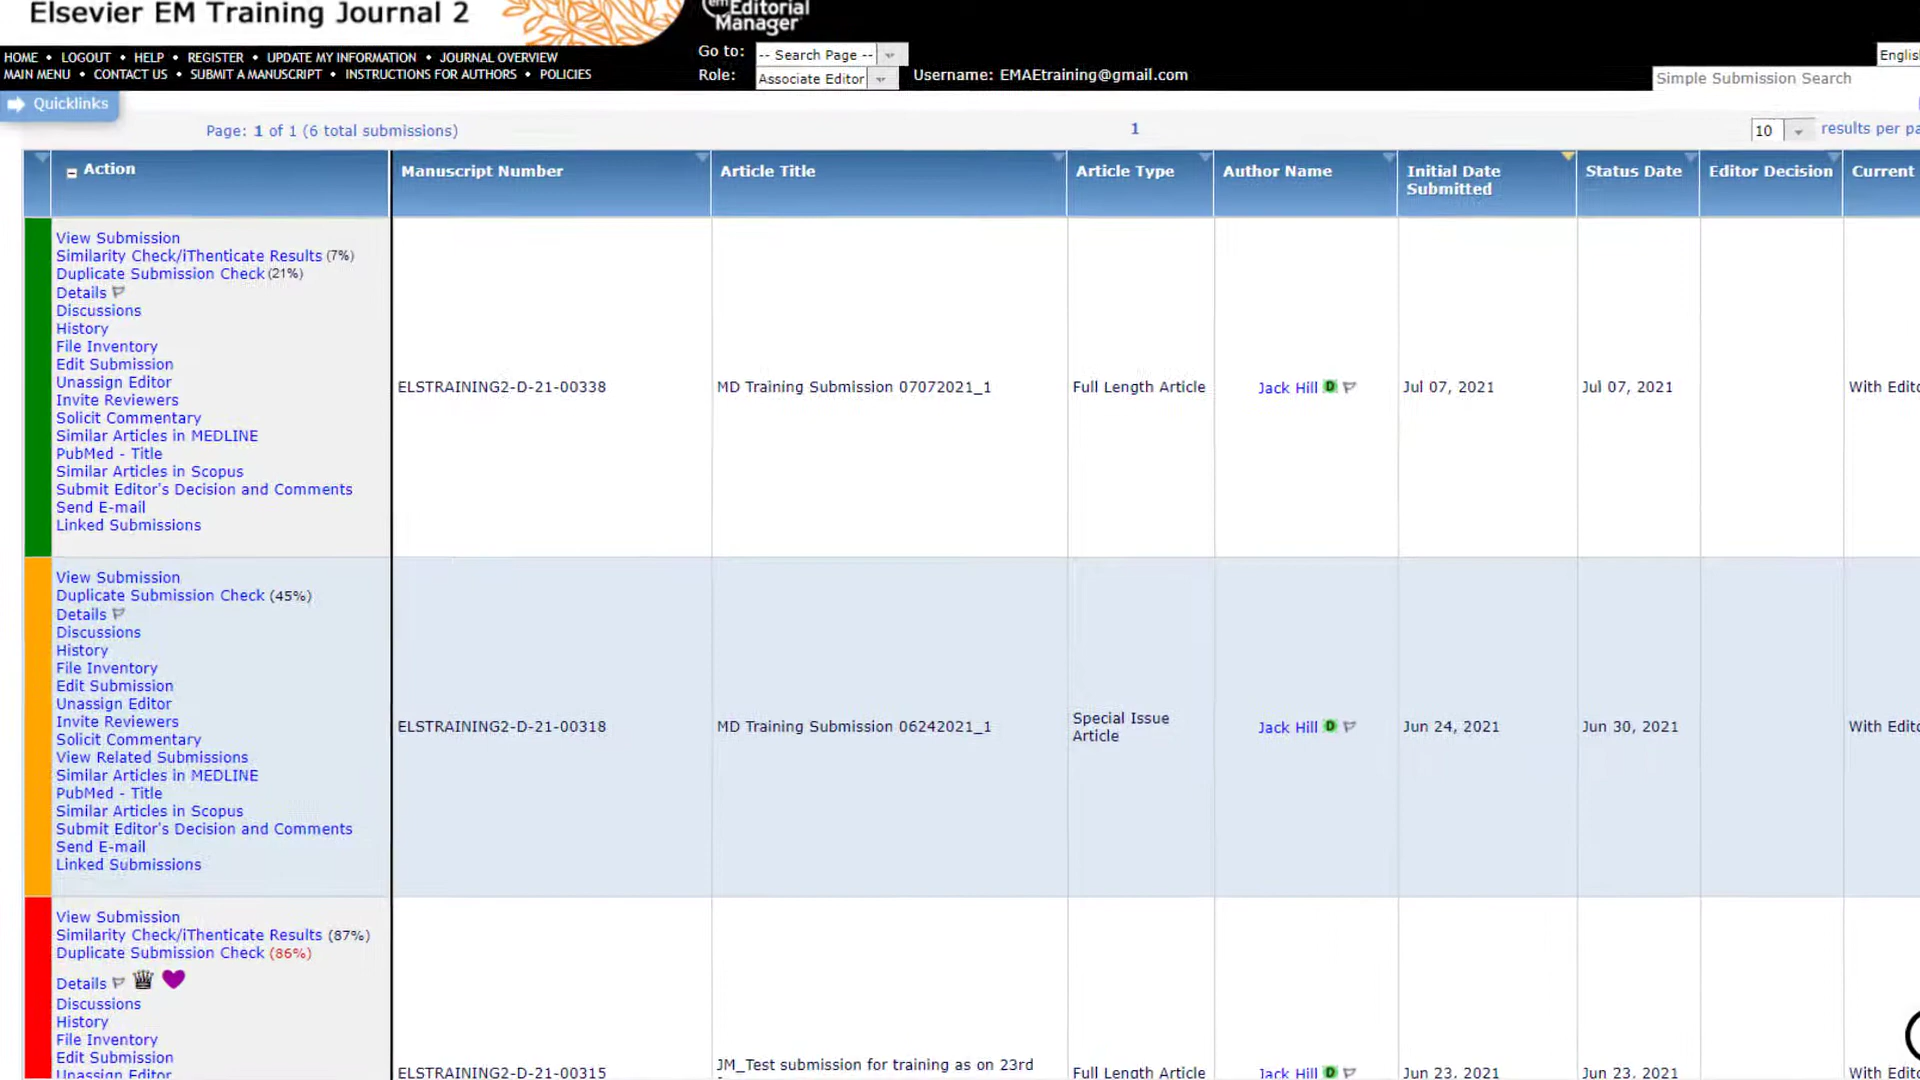 Elsevier EM Training Journal 2
em Editorial
Manager
HOME • LOGOUT • HELP • REGISTER • UPDATE MY INFORMATION • JOURNAL OVERVIEW
MAIN MENU • CONTACT US • SUBMIT A MANUSCRIPT • INSTRUCTIONS FOR AUTHORS • POLICIES
Go to: -- Search Page --
Role: Associate Editor Username: EMAEtraining@gmail.com
English
Simple Submission Search
Quicklinks
Page: 1 of 1 (6 total submissions) 1 10 results per pa
Action Manuscript Number Article Title Article Type Author Name Initial Date Submitted Status Date Editor Decision Current
View Submission
Similarity Check/iThenticate Results (7%)
Duplicate Submission Check (21%)
Details
Discussions
History
File Inventory
Edit Submission
Unassign Editor
Invite Reviewers
Solicit Commentary
Similar Articles in MEDLINE
PubMed - Title
Similar Articles in Scopus
Submit Editor's Decision and Comments
Send E-mail
Linked Submissions
ELSTRAINING2-D-21-00338 MD Training Submission 07072021_1 Full Length Article Jack Hill D Jul 07, 2021 Jul 07, 2021 With Edito
View Submission
Duplicate Submission Check (45%)
Details
Discussions
History
File Inventory
Edit Submission
Unassign Editor
Invite Reviewers
Solicit Commentary
View Related Submissions
Similar Articles in MEDLINE
PubMed - Title
Similar Articles in Scopus
Submit Editor's Decision and Comments
Send E-mail
Linked Submissions
ELSTRAINING2-D-21-00318 MD Training Submission 06242021_1 Special Issue Article Jack Hill D Jun 24, 2021 Jun 30, 2021 With Edito
View Submission
Similarity Check/iThenticate Results (87%)
Duplicate Submission Check (86%)
Details
Discussions
History
File Inventory
Edit Submission
Unassign Editor
ELSTRAINING2-D-21-00315 JM_Test submission for training as on 23rd Full Length Article Jack Hill D Jun 23, 2021 Jun 23, 2021 With Edito